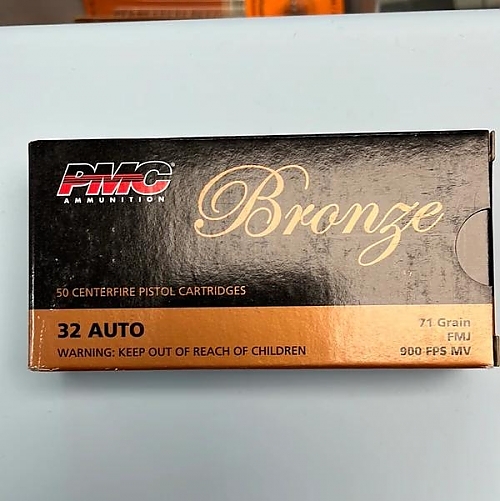 PMC
AMMUNITION
Bronze
50 CENTERFIRE PISTOL CARTRIDGES
32 AUTO
WARNING: KEEP OUT OF REACH OF CHILDREN
71 Grain
FMJ
900 FPS MV